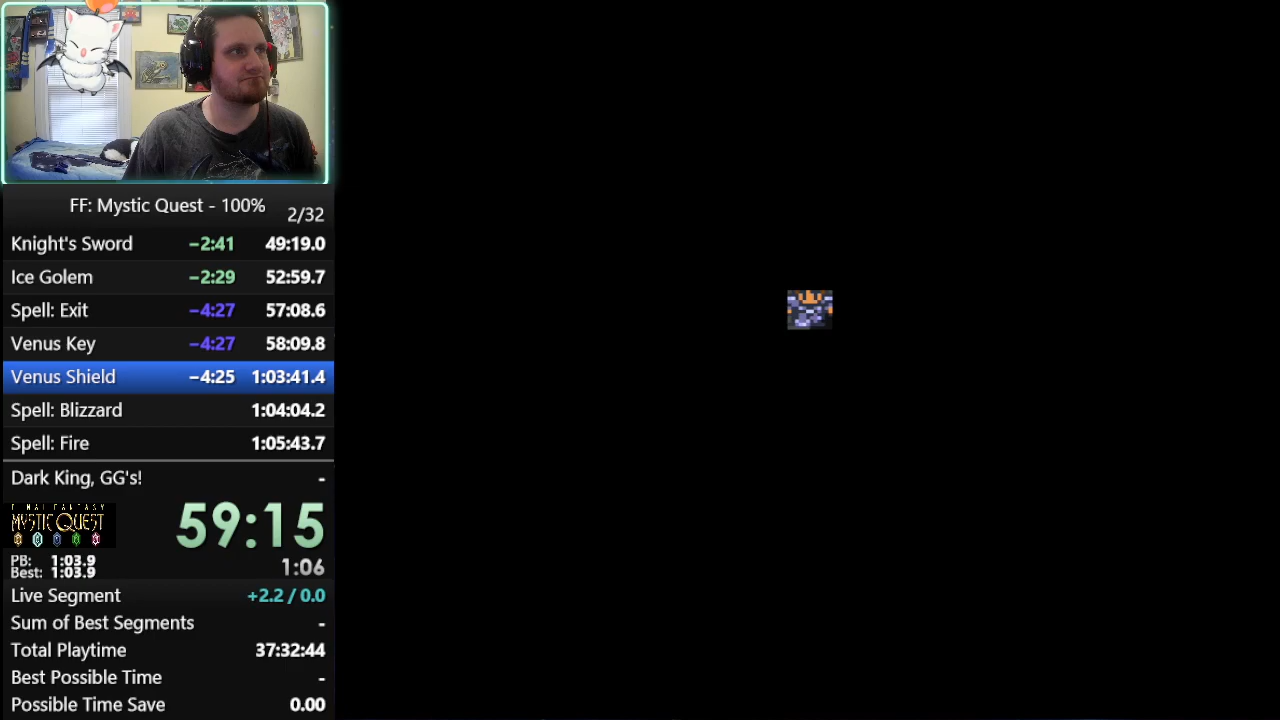 FF: Mystic Quest - 100%
2/32
Knight's Sword −2:41 49:19.0
Ice Golem −2:29 52:59.7
Spell: Exit −4:27 57:08.6
Venus Key −4:27 58:09.8
Venus Shield −4:25 1:03:41.4
Spell: Blizzard 1:04:04.2
Spell: Fire 1:05:43.7
Dark King, GG's! -
FINAL FANTASY
MYSTIC QUEST
59:15
PB: 1:03.9
Best: 1:03.9
1:06
Live Segment +2.2 / 0.0
Sum of Best Segments -
Total Playtime 37:32:44
Best Possible Time -
Possible Time Save 0.00